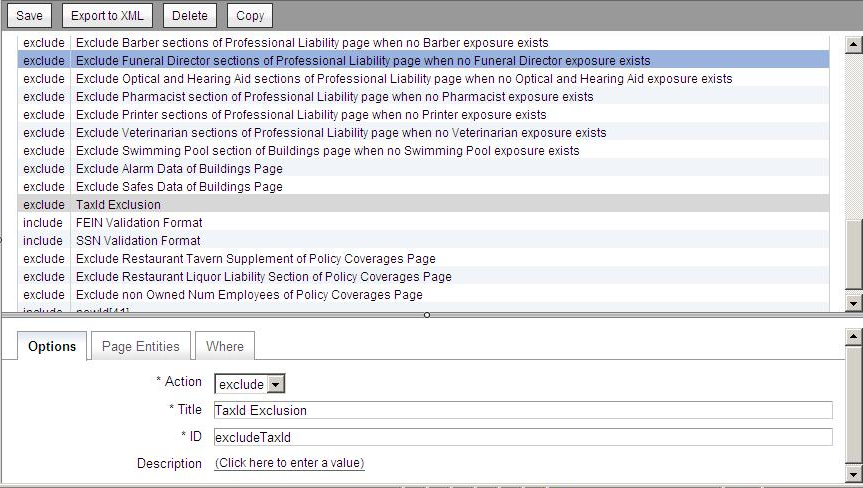 Save Export to XML Delete Copy
exclude Exclude Barber sections of Professional Liability page when no Barber exposure exists
exclude Exclude Funeral Director sections of Professional Liability page when no Funeral Director exposure exists
exclude Exclude Optical and Hearing Aid sections of Professional Liability page when no Optical and Hearing Aid exposure exists
exclude Exclude Pharmacist section of Professional Liability page when no Pharmacist exposure exists
exclude Exclude Printer sections of Professional Liability page when no Printer exposure exists
exclude Exclude Veterinarian sections of Professional Liability page when no Veterinarian exposure exists
exclude Exclude Swimming Pool section of Buildings page when no Swimming Pool exposure exists
exclude Exclude Alarm Data of Buildings Page
exclude Exclude Safes Data of Buildings Page
exclude TaxId Exclusion
include FEIN Validation Format
include SSN Validation Format
exclude Exclude Restaurant Tavern Supplement of Policy Coverages Page
exclude Exclude Restaurant Liquor Liability Section of Policy Coverages Page
exclude Exclude non Owned Num Employees of Policy Coverages Page
include
Options Page Entities Where
* Action exclude
* Title TaxId Exclusion
* ID excludeTaxId
Description (Click here to enter a value)